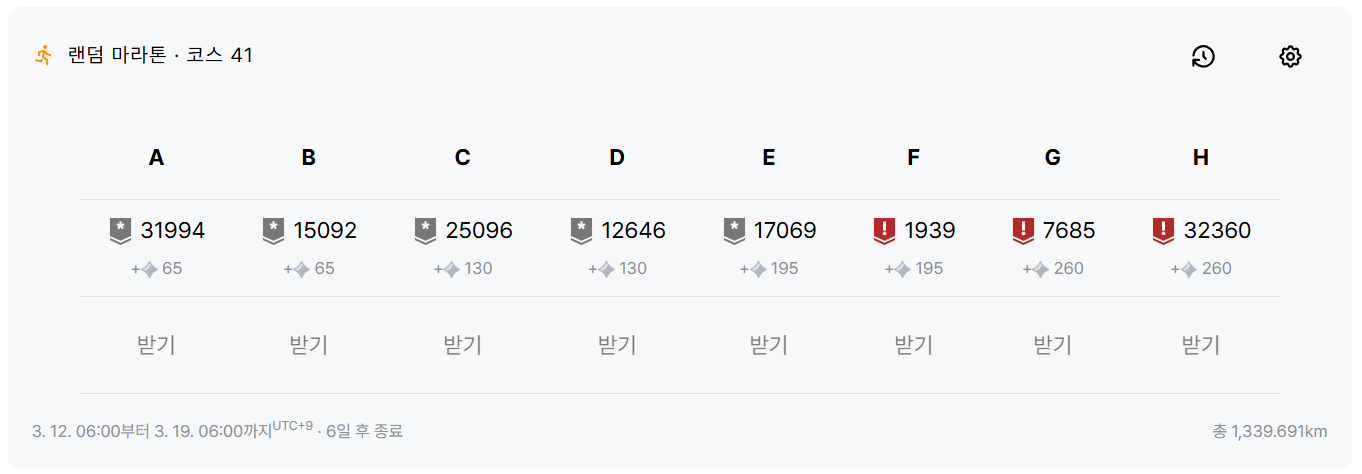 랜덤 마라톤 · 코스 41
A B C D E F G H
* 31994 * 15092 * 25096 * 12646 * 17069 ! 1939 ! 7685 ! 32360
+ 65 + 65 + 130 + 130 + 195 + 195 + 260 + 260
받기 받기 받기 받기 받기 받기 받기 받기
3. 12. 06:00부터 3. 19. 06:00까지UTC+9 · 6일 후 종료 총 1,339.691km